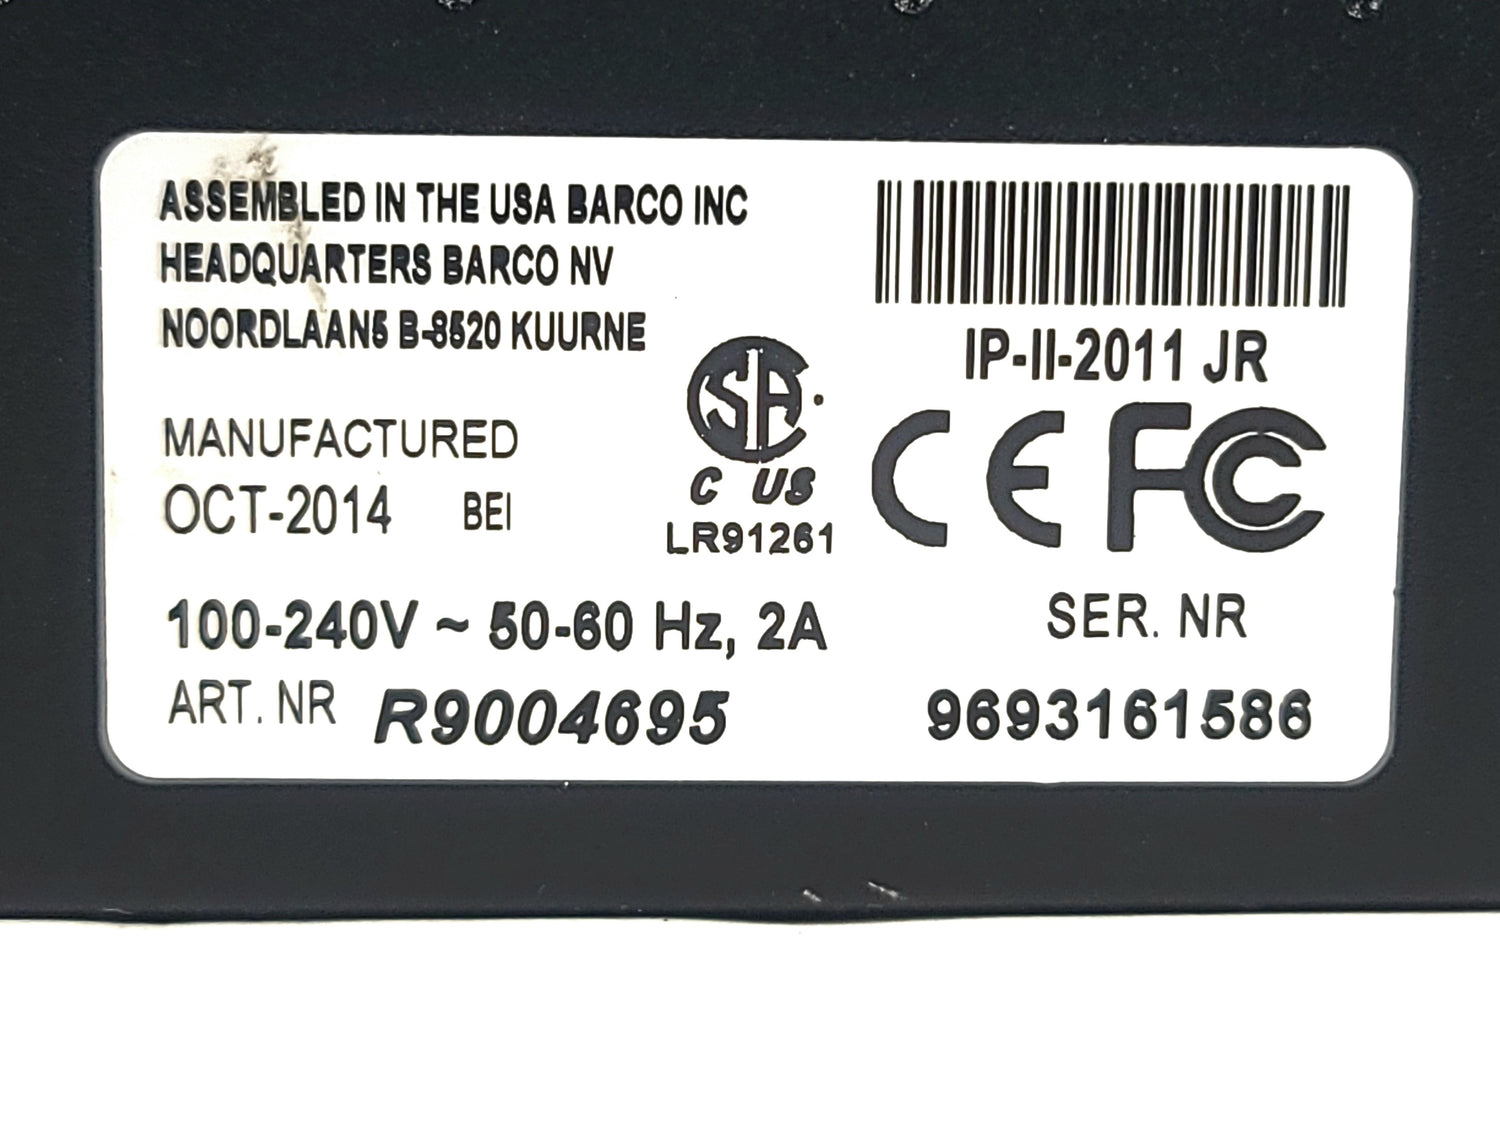 ASSEMBLED IN THE USA BARCO INC
HEADQUARTERS BARCO NV
NOORDLAAN5 B-8520 KUURNE
MANUFACTURED
OCT-2014 BEI
100-240V ~ 50-60 Hz, 2A
ART. NR R9004695
SA
C US
LR91261
IP-II-2011 JR
CE FC
SER. NR
9693161586